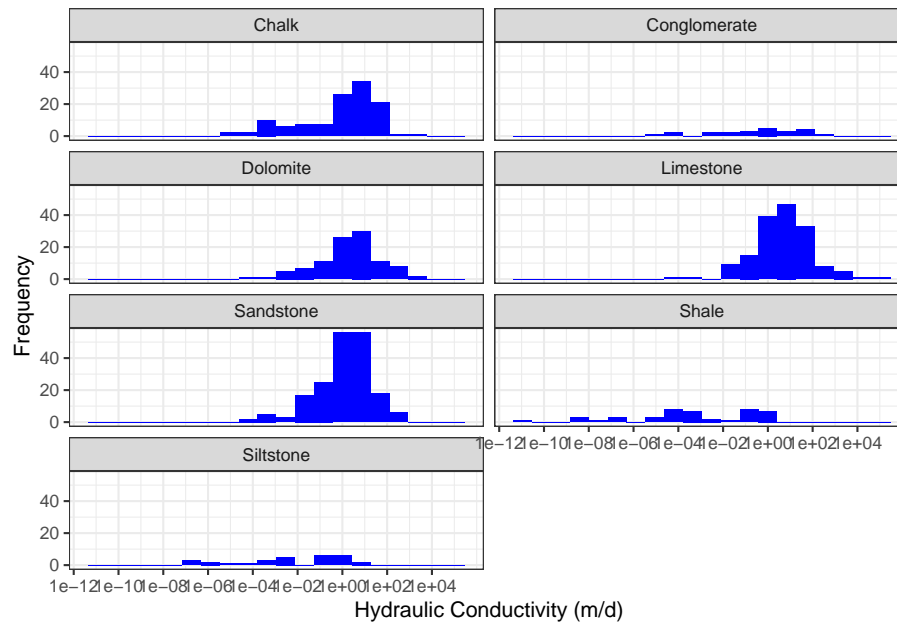 Chalk
Conglomerate
40
20
0
Dolomite
Limestone
40
20
0
Frequency
Sandstone
Shale
40
20
0
1e−12 1e−10 1e−08 1e−06 1e−04 1e−02 1e+00 1e+02 1e+04
Siltstone
40
20
0
1e−12 1e−10 1e−08 1e−06 1e−04 1e−02 1e+00 1e+02 1e+04
Hydraulic Conductivity (m/d)